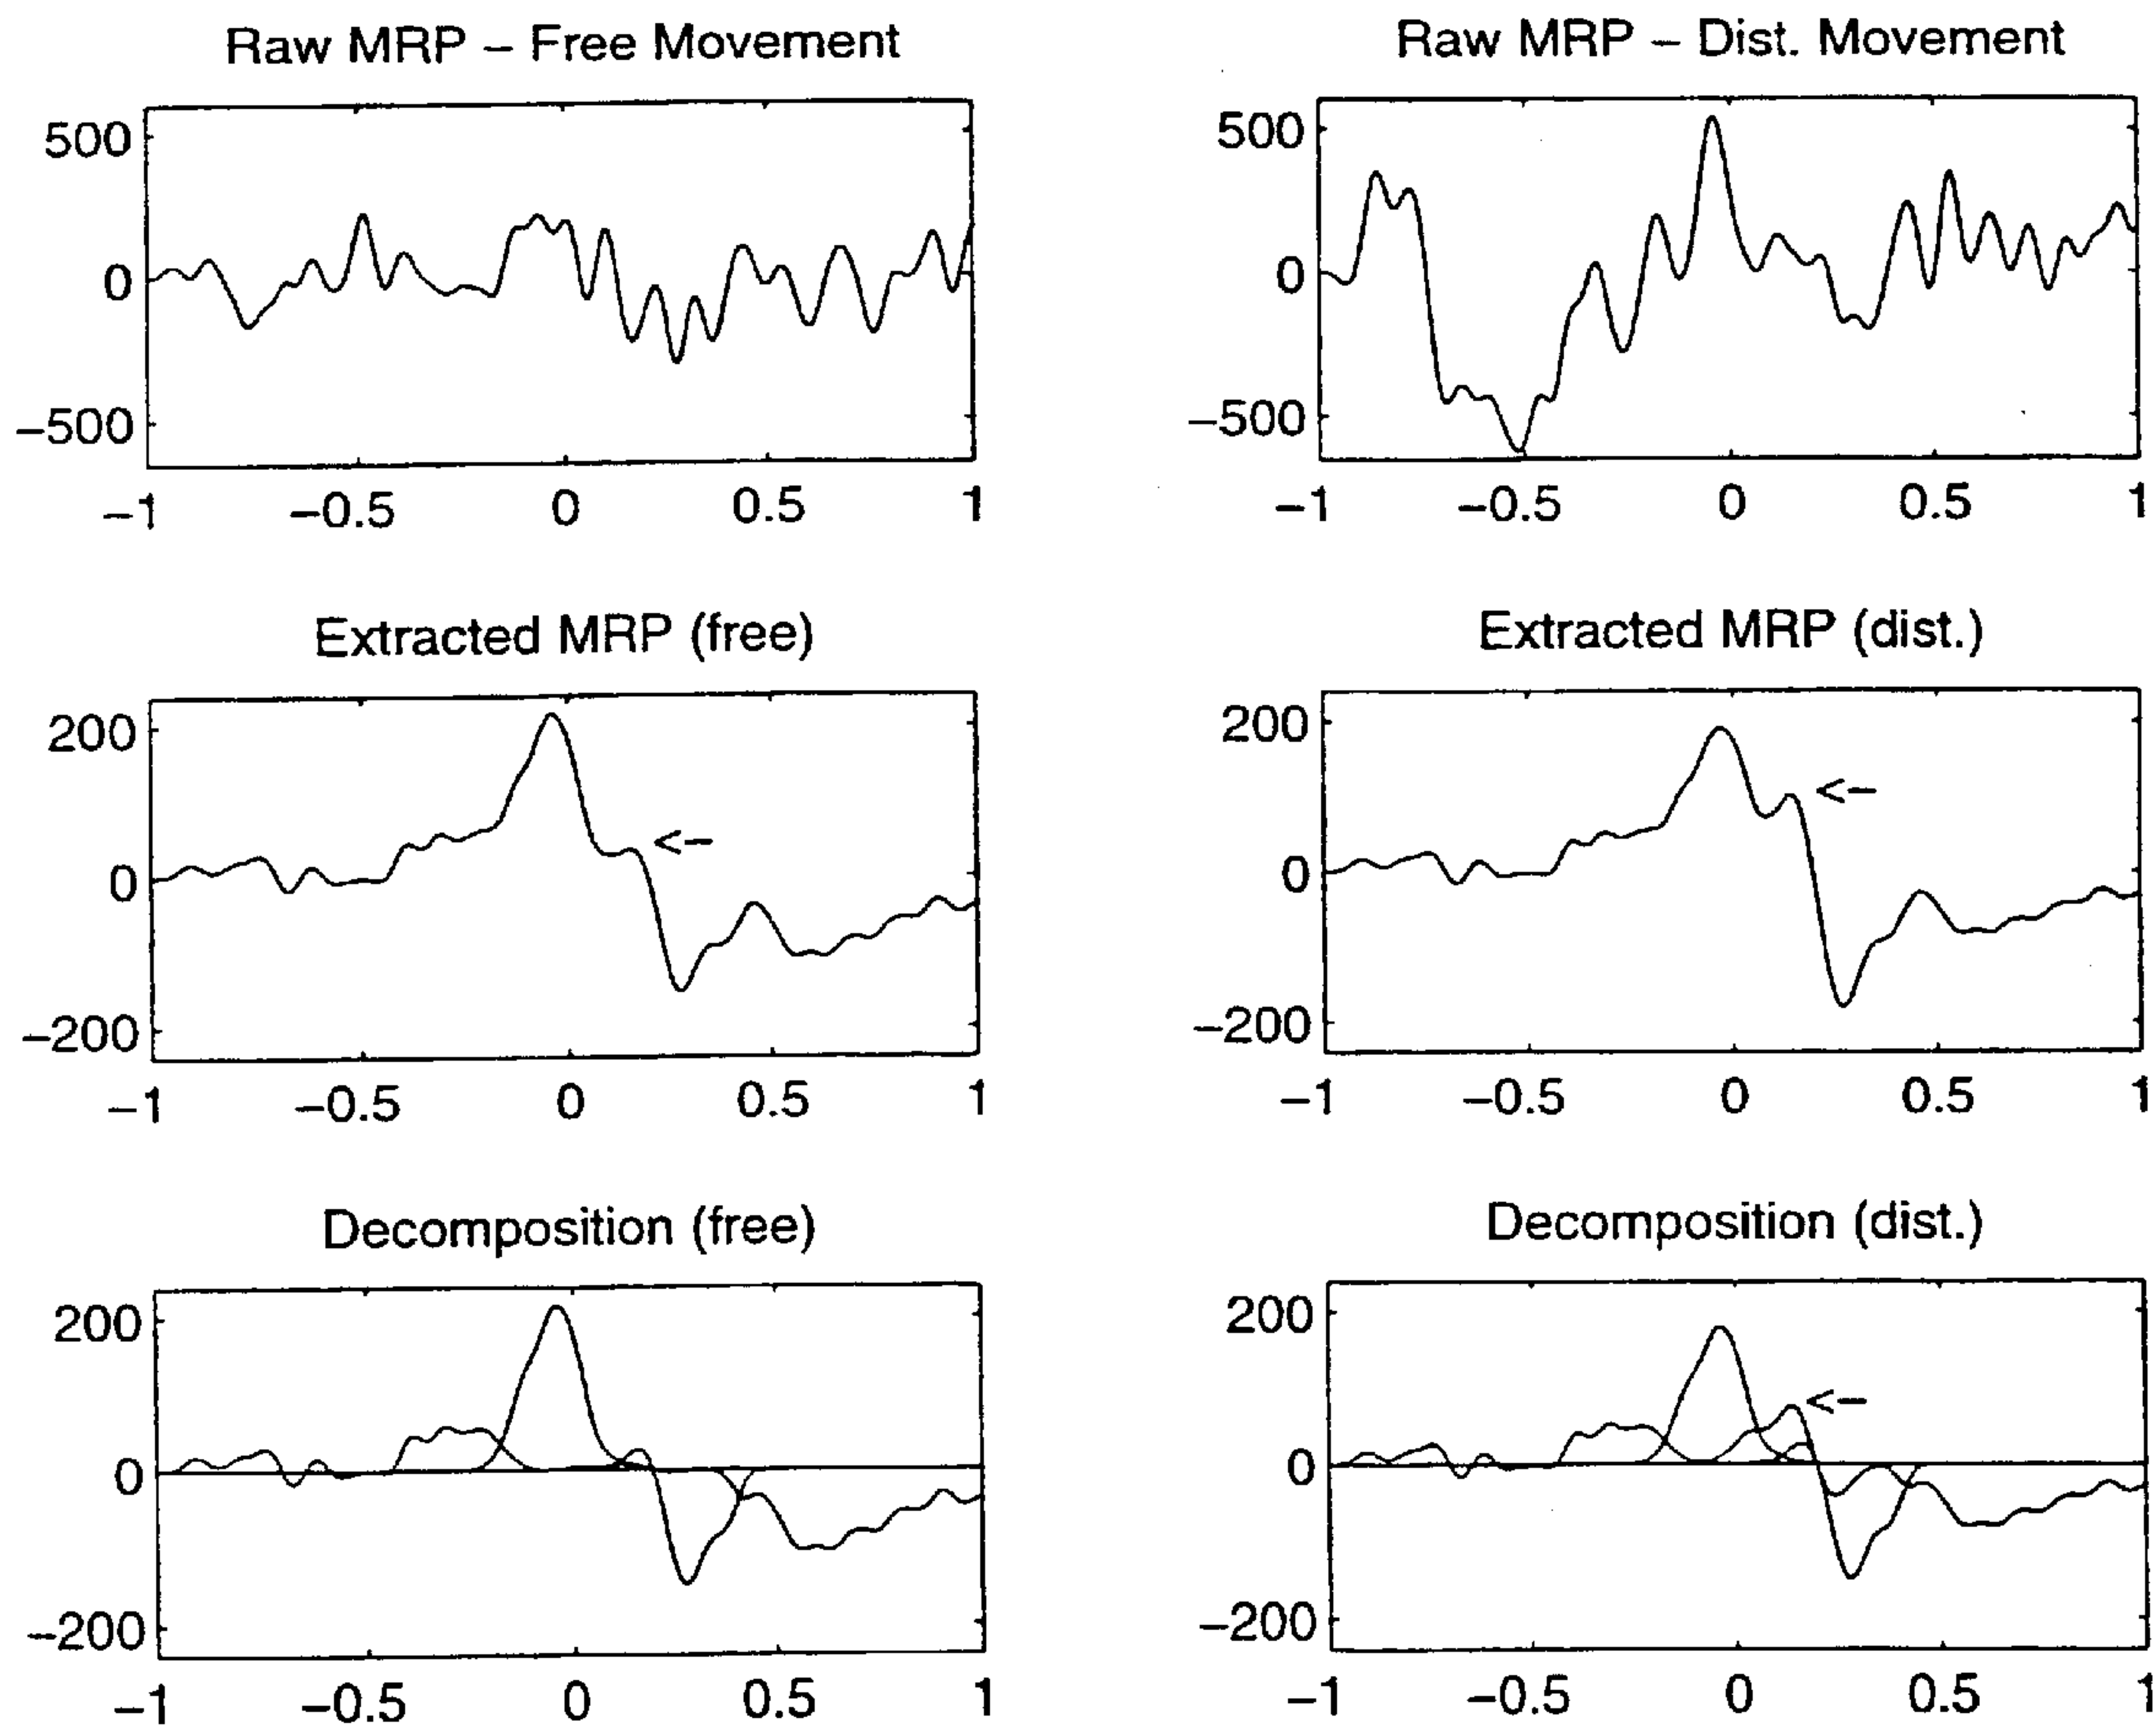 Raw MRP – Free Movement
500
0
−500
−1 −0.5 0 0.5 1
Raw MRP – Dist. Movement
500
0
−500
−1 −0.5 0 0.5 1
Extracted MRP (free)
200
0
−200
<−
−1 −0.5 0 0.5 1
Extracted MRP (dist.)
200
0
−200
<−
−1 −0.5 0 0.5 1
Decomposition (free)
200
0
−200
−1 −0.5 0 0.5 1
Decomposition (dist.)
200
0
−200
<−
−1 −0.5 0 0.5 1